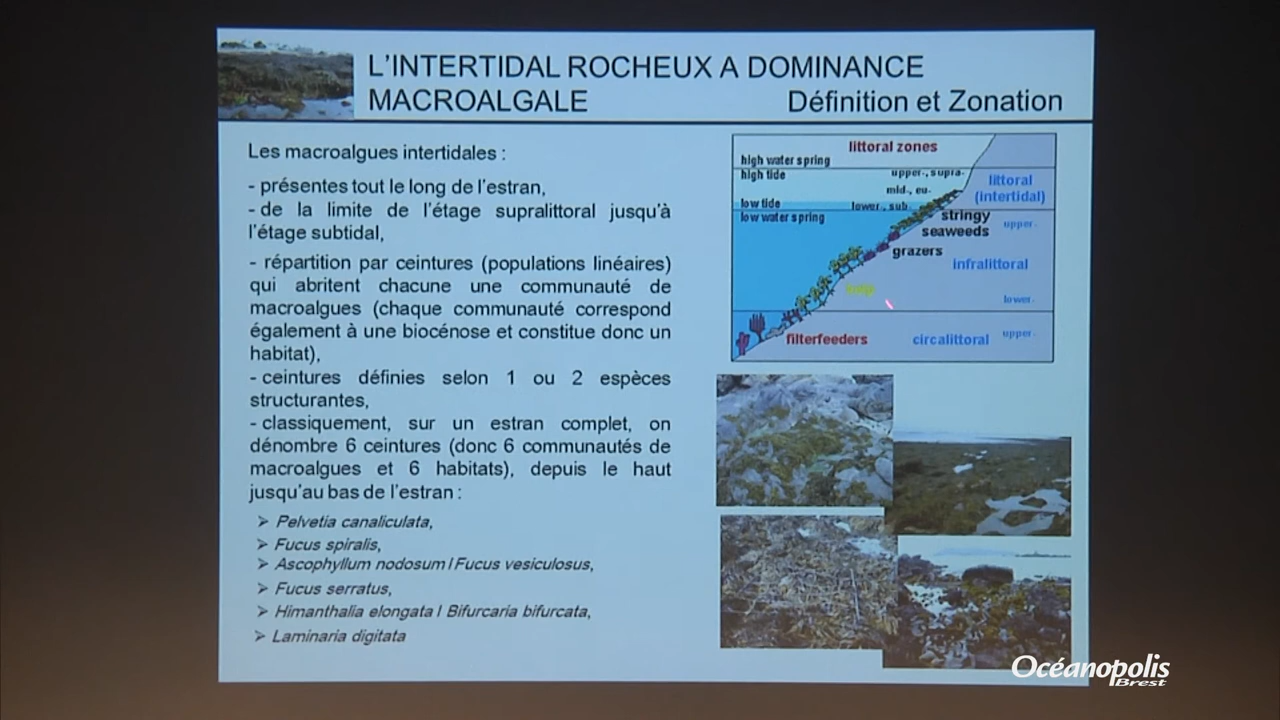 L'INTERTIDAL ROCHEUX A DOMINANCE
MACROALGALE
Définition et Zonation
Les macroalgues intertidales :
- présentes tout le long de l'estran,
- de la limite de l'étage supralittoral jusqu'à
l'étage subtidal,
- répartition par ceintures (populations linéaires)
qui abritent chacune une communauté de
macroalgues (chaque communauté correspond
également à une biocénose et constitue donc un
habitat),
- ceintures définies selon 1 ou 2 espèces
structurantes,
- classiquement, sur un estran complet, on
dénombre 6 ceintures (donc 6 communautés de
macroalgues et 6 habitats), depuis le haut
jusqu'au bas de l'estran :
➢ Pelvetia canaliculata,
➢ Fucus spiralis,
➢ Ascophyllum nodosum / Fucus vesiculosus,
➢ Fucus serratus,
➢ Himanthalia elongata / Bifurcaria bifurcata,
➢ Laminaria digitata
littoral zones
high water spring
high tide
upper-, supra-
mid-, eu-
low tide
lower-, sub-
low water spring
littoral
(intertidal)
stringy
seaweeds
upper-
grazers
infralittoral
kelp
lower-
filterfeeders
circalittoral
upper-
Océanopolis
Brest